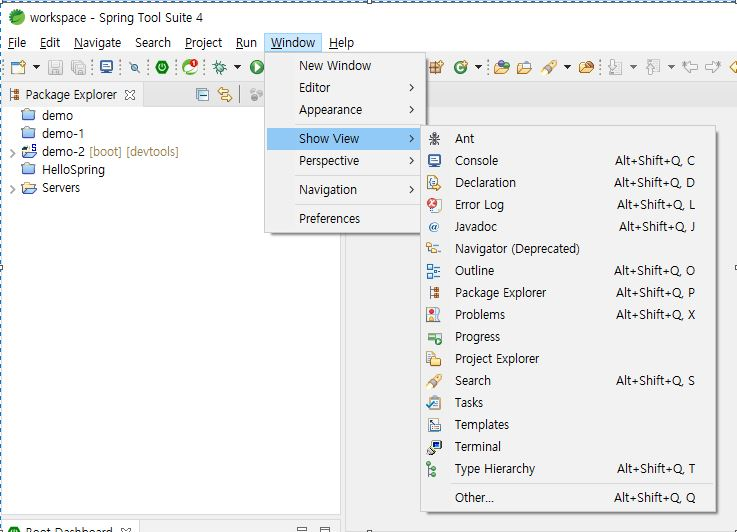 workspace - Spring Tool Suite 4
File Edit Navigate Search Project Run Window Help
Package Explorer
demo
demo-1
demo-2 [boot] [devtools]
HelloSpring
Servers
New Window
Editor
Appearance
Show View
Perspective
Navigation
Preferences
Ant
Console Alt+Shift+Q, C
Declaration Alt+Shift+Q, D
Error Log Alt+Shift+Q, L
Javadoc Alt+Shift+Q, J
Navigator (Deprecated)
Outline Alt+Shift+Q, O
Package Explorer Alt+Shift+Q, P
Problems Alt+Shift+Q, X
Progress
Project Explorer
Search Alt+Shift+Q, S
Tasks
Templates
Terminal
Type Hierarchy Alt+Shift+Q, T
Other... Alt+Shift+Q, Q
Boot Dashboard